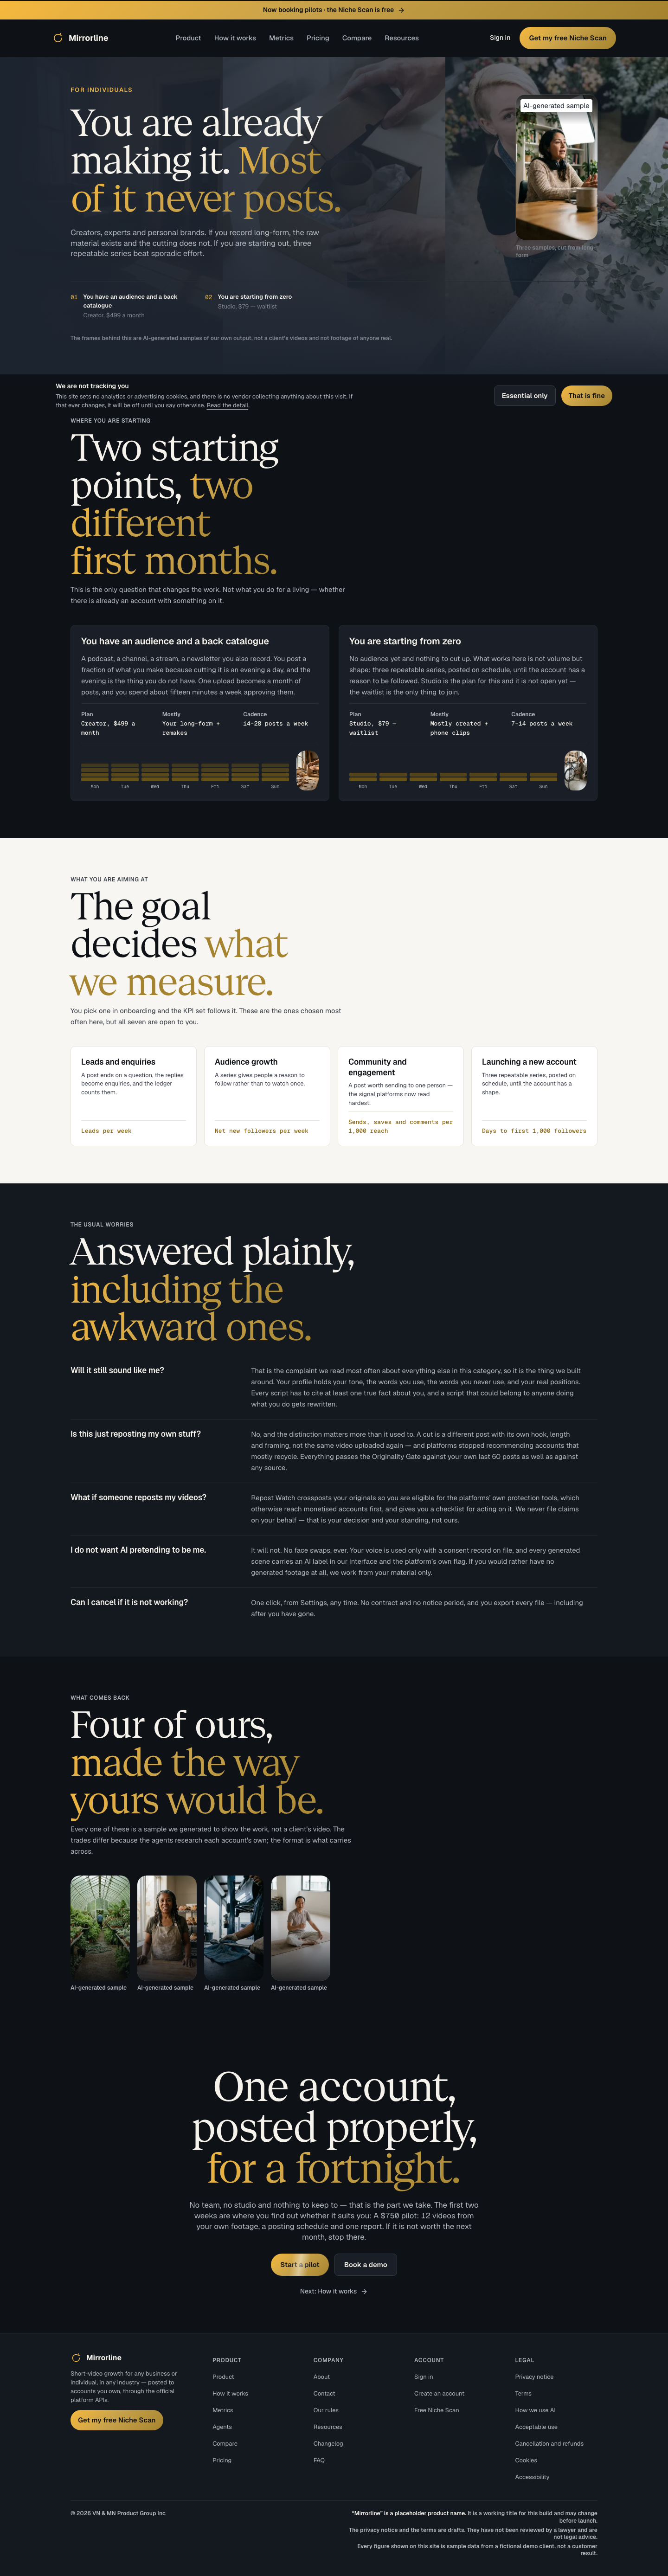 Now booking pilots · the Niche Scan is free →
Mirrorline
Product
How it works
Metrics
Pricing
Compare
Resources
Sign in
Get my free Niche Scan
FOR INDIVIDUALS
You are already
making it. Most
of it never posts.
Creators, experts and personal brands. If you record long-form, the raw
material exists and the cutting does not. If you are starting out, three
repeatable series beat sporadic effort.
01
You have an audience and a back
catalogue
Creator, $499 a month
02
You are starting from zero
Studio, $79 — waitlist
The frames behind this are AI-generated samples of our own output, not a client's videos and not footage of anyone real.
AI-generated sample
Three samples, cut from long
form
We are not tracking you
This site sets no analytics or advertising cookies, and there is no vendor collecting anything about this visit. If
that ever changes, it will be off until you say otherwise. Read the detail.
Essential only
That is fine
WHERE YOU ARE STARTING
Two starting
points, two
different
first months.
This is the only question that changes the work. Not what you do for a living — whether
there is already an account with something on it.
You have an audience and a back catalogue
A podcast, a channel, a stream, a newsletter you also record. You post a
fraction of what you make because cutting it is an evening a day, and the
evening is the thing you do not have. One upload becomes a month of
posts, and you spend about fifteen minutes a week approving them.
Plan
Creator, $499 a
month
Mostly
Your long-form +
remakes
Cadence
14–28 posts a week
Mon
Tue
Wed
Thu
Fri
Sat
Sun
You are starting from zero
No audience yet and nothing to cut up. What works here is not volume but
shape: three repeatable series, posted on schedule, until the account has a
reason to be followed. Studio is the plan for this and it is not open yet —
the waitlist is the only thing to join.
Plan
Studio, $79 —
waitlist
Mostly
Mostly created +
phone clips
Cadence
7–14 posts a week
Mon
Tue
Wed
Thu
Fri
Sat
Sun
WHAT YOU ARE AIMING AT
The goal
decides what
we measure.
You pick one in onboarding and the KPI set follows it. These are the ones chosen most
often here, but all seven are open to you.
Leads and enquiries
A post ends on a question, the replies
become enquiries, and the ledger
counts them.
Leads per week
Audience growth
A series gives people a reason to
follow rather than to watch once.
Net new followers per week
Community and
engagement
A post worth sending to one person —
the signal platforms now read
hardest.
Sends, saves and comments per
1,000 reach
Launching a new account
Three repeatable series, posted on
schedule, until the account has a
shape.
Days to first 1,000 followers
THE USUAL WORRIES
Answered plainly,
including the
awkward ones.
Will it still sound like me?
That is the complaint we read most often about everything else in this category, so it is the thing we built
around. Your profile holds your tone, the words you use, the words you never use, and your real positions.
Every script has to cite at least one true fact about you, and a script that could belong to anyone doing
what you do gets rewritten.
Is this just reposting my own stuff?
No, and the distinction matters more than it used to. A cut is a different post with its own hook, length
and framing, not the same video uploaded again — and platforms stopped recommending accounts that
mostly recycle. Everything passes the Originality Gate against your own last 60 posts as well as against
any source.
What if someone reposts my videos?
Repost Watch crossposts your originals so you are eligible for the platforms' own protection tools, which
otherwise reach monetised accounts first, and gives you a checklist for acting on it. We never file claims
on your behalf — that is your decision and your standing, not ours.
I do not want AI pretending to be me.
It will not. No face swaps, ever. Your voice is used only with a consent record on file, and every generated
scene carries an AI label in our interface and the platform's own flag. If you would rather have no
generated footage at all, we work from your material only.
Can I cancel if it is not working?
One click, from Settings, any time. No contract and no notice period, and you export every file — including
after you have gone.
WHAT COMES BACK
Four of ours,
made the way
yours would be.
Every one of these is a sample we generated to show the work, not a client's video. The
trades differ because the agents research each account's own; the format is what carries
across.
AI-generated sample
AI-generated sample
AI-generated sample
AI-generated sample
One account,
posted properly,
for a fortnight.
No team, no studio and nothing to keep to — that is the part we take. The first two
weeks are where you find out whether it suits you: A $750 pilot: 12 videos from
your own footage, a posting schedule and one report. If it is not worth the next
month, stop there.
Start a pilot
Book a demo
Next: How it works →
Mirrorline
Short-video growth for any business or
individual, in any industry — posted to
accounts you own, through the official
platform APIs.
Get my free Niche Scan
PRODUCT
Product
How it works
Metrics
Agents
Compare
Pricing
COMPANY
About
Contact
Our rules
Resources
Changelog
FAQ
ACCOUNT
Sign in
Create an account
Free Niche Scan
LEGAL
Privacy notice
Terms
How we use AI
Acceptable use
Cancellation and refunds
Cookies
Accessibility
© 2026 VN & MN Product Group Inc
"Mirrorline" is a placeholder product name. It is a working title for this build and may change
before launch.
The privacy notice and the terms are drafts. They have not been reviewed by a lawyer and are
not legal advice.
Every figure shown on this site is sample data from a fictional demo client, not a customer
result.